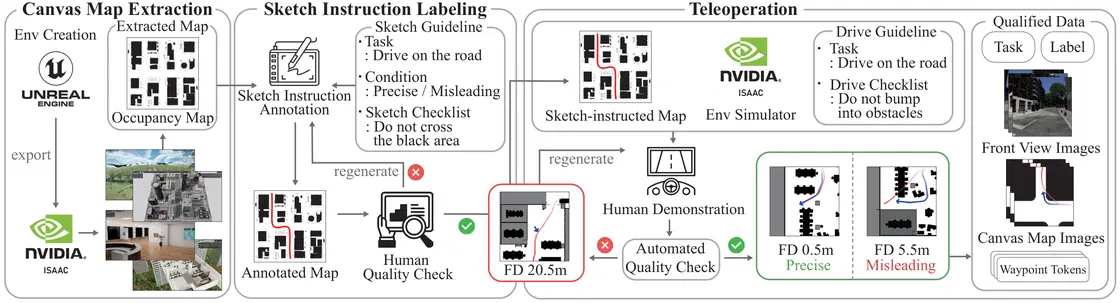 Canvas Map Extraction
Env Creation
UNREAL
ENGINE
export
NVIDIA
ISAAC
Extracted Map
Occupancy Map
Sketch Instruction Labeling
Sketch Instruction
Annotation
Sketch Guideline
· Task
: Drive on the road
· Condition
: Precise / Misleading
· Sketch Checklist
: Do not cross
the black area
regenerate
Annotated Map
Human
Quality Check
Teleoperation
Sketch-instructed Map
NVIDIA
ISAAC
Env Simulator
Drive Guideline
· Task
: Drive on the road
· Drive Checklist
: Do not bump
into obstacles
regenerate
Human Demonstration
Automated
Quality Check
FD 20.5m
FD 0.5m
Precise
FD 5.5m
Misleading
Qualified Data
Task
Label
Front View Images
Canvas Map Images
Waypoint Tokens